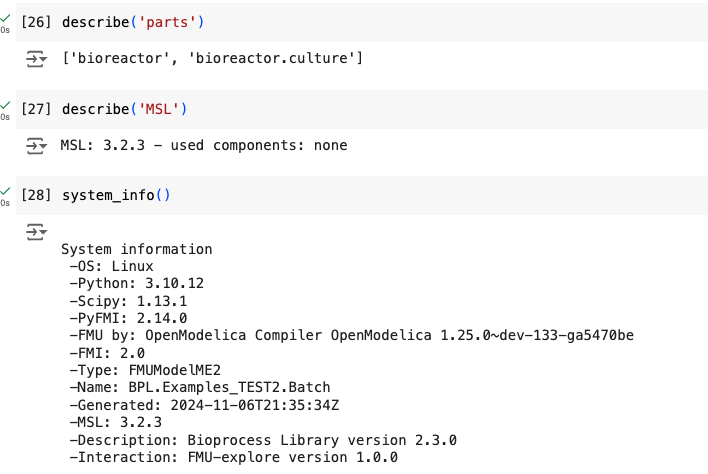 [26] describe('parts')
0s
['bioreactor', 'bioreactor.culture']
[27] describe('MSL')
0s
MSL: 3.2.3 – used components: none
[28] system_info()
0s
System information
-OS: Linux
-Python: 3.10.12
-Scipy: 1.13.1
-PyFMI: 2.14.0
-FMU by: OpenModelica Compiler OpenModelica 1.25.0~dev-133-ga5470be
-FMI: 2.0
-Type: FMUModelME2
-Name: BPL.Examples_TEST2.Batch
-Generated: 2024-11-06T21:35:34Z
-MSL: 3.2.3
-Description: Bioprocess Library version 2.3.0
-Interaction: FMU-explore version 1.0.0